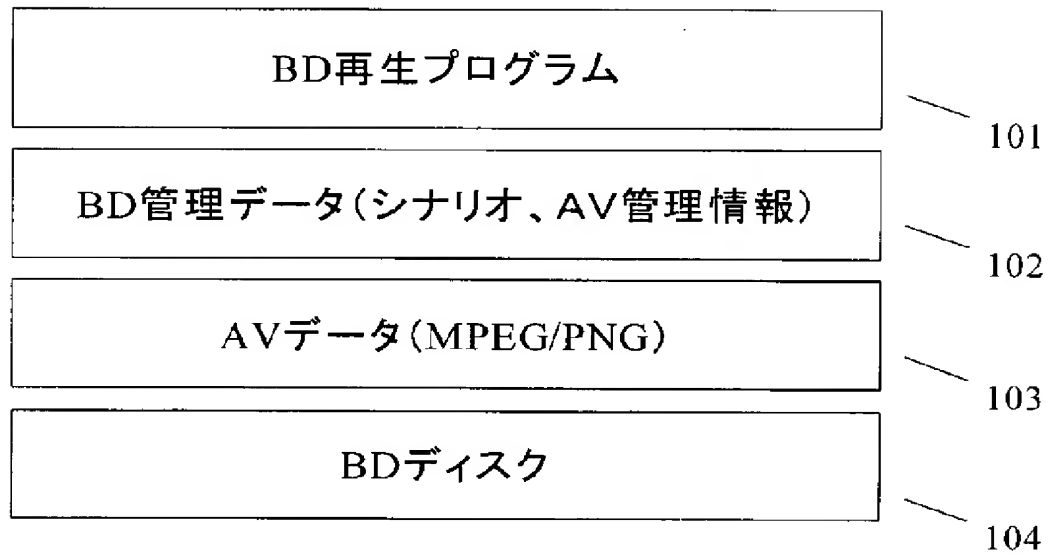 BD再生プログラム
101
BD管理データ(シナリオ、AV管理情報)
102
AVデータ(MPEG/PNG)
103
BDディスク
104